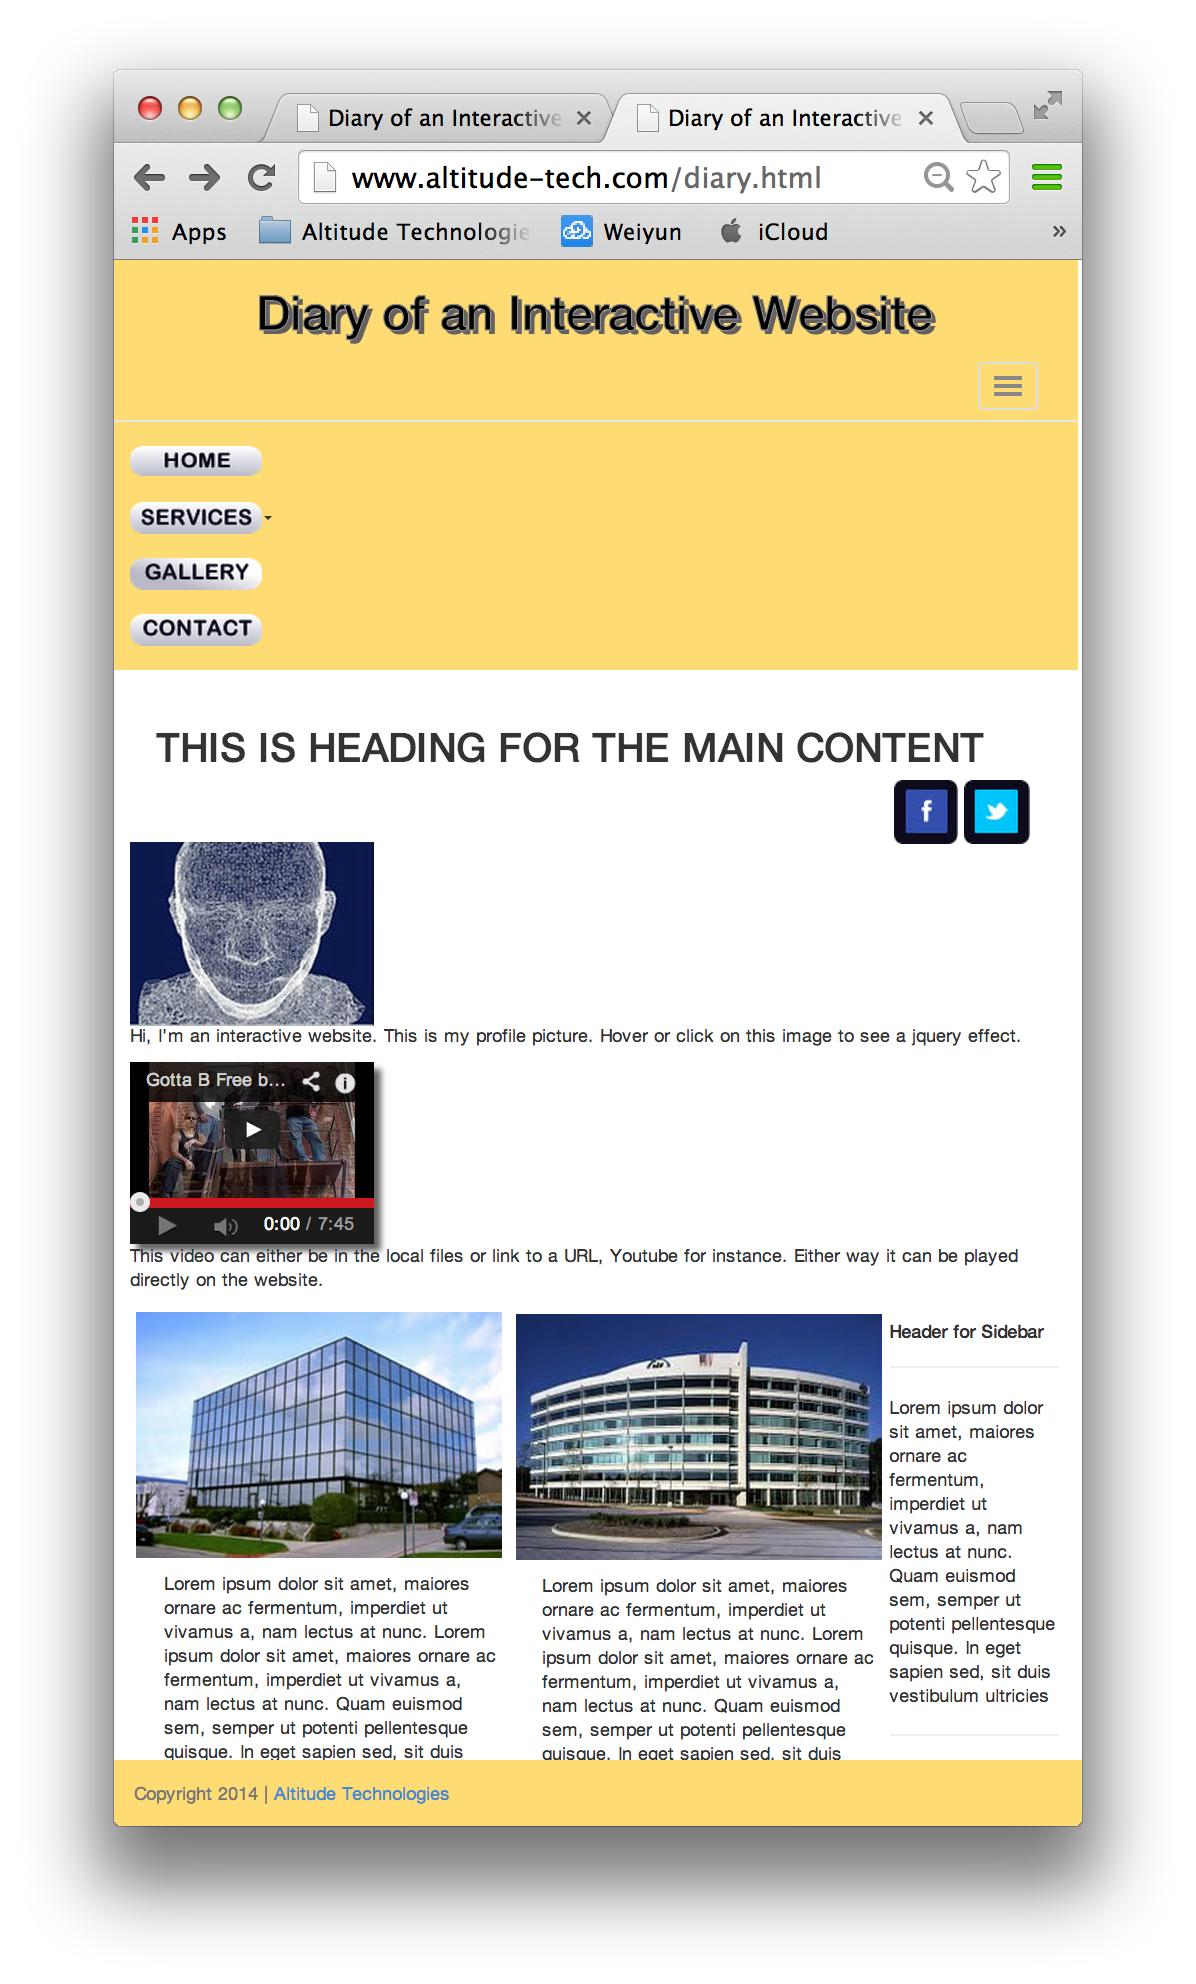 Diary of an Interactive
Diary of an Interactive
www.altitude-tech.com/diary.html
Apps
Altitude Technologie
Weiyun
iCloud
»
Diary of an Interactive Website
HOME
SERVICES
GALLERY
CONTACT
THIS IS HEADING FOR THE MAIN CONTENT
f
Hi, I'm an interactive website. This is my profile picture. Hover or click on this image to see a jquery effect.
Gotta B Free b...
0:00 / 7:45
This video can either be in the local files or link to a URL, Youtube for instance. Either way it can be played
directly on the website.
Lorem ipsum dolor sit amet, maiores
ornare ac fermentum, imperdiet ut
vivamus a, nam lectus at nunc. Lorem
ipsum dolor sit amet, maiores ornare ac
fermentum, imperdiet ut vivamus a,
nam lectus at nunc. Quam euismod
sem, semper ut potenti pellentesque
quisque. In eget sapien sed, sit duis
Lorem ipsum dolor sit amet, maiores
ornare ac fermentum, imperdiet ut
vivamus a, nam lectus at nunc. Lorem
ipsum dolor sit amet, maiores ornare ac
fermentum, imperdiet ut vivamus a,
nam lectus at nunc. Quam euismod
sem, semper ut potenti pellentesque
quisque. In eget sapien sed, sit duis
Header for Sidebar
Lorem ipsum dolor
sit amet, maiores
ornare ac
fermentum,
imperdiet ut
vivamus a, nam
lectus at nunc.
Quam euismod
sem, semper ut
potenti pellentesque
quisque. In eget
sapien sed, sit duis
vestibulum ultricies
Copyright 2014 | Altitude Technologies